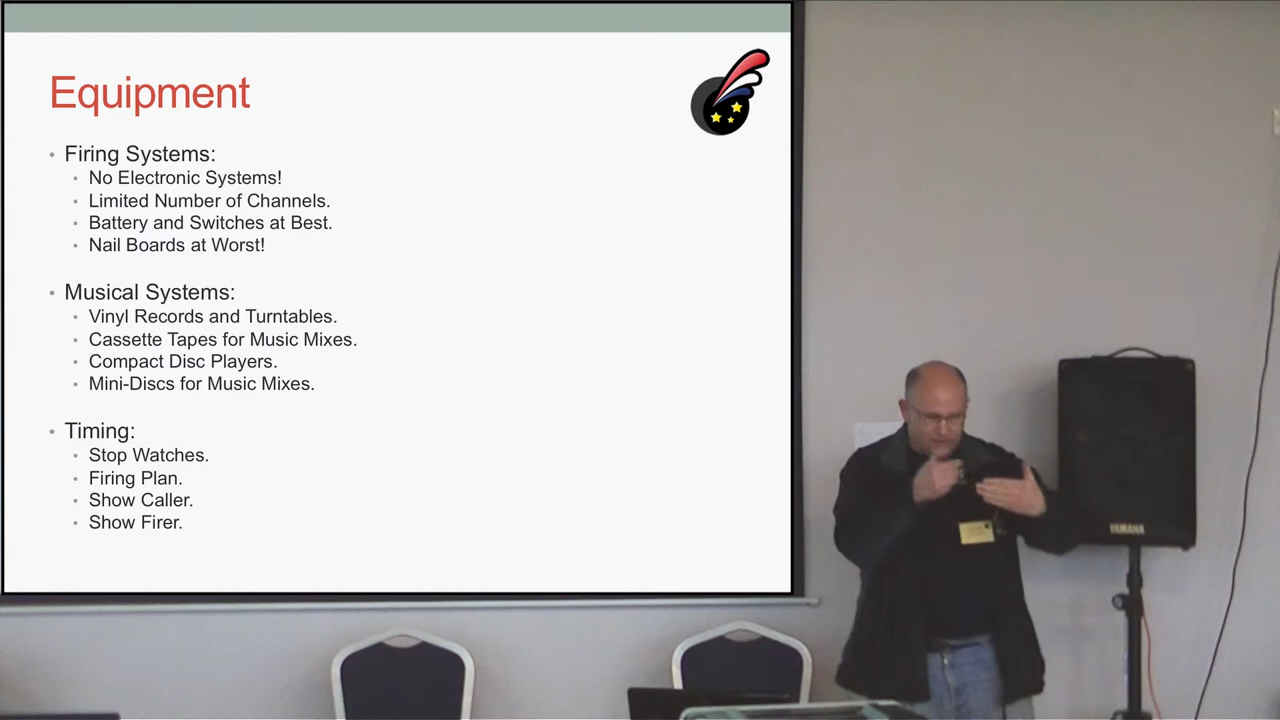 Equipment
• Firing Systems:
• No Electronic Systems!
• Limited Number of Channels.
• Battery and Switches at Best.
• Nail Boards at Worst!
• Musical Systems:
• Vinyl Records and Turntables.
• Cassette Tapes for Music Mixes.
• Compact Disc Players.
• Mini-Discs for Music Mixes.
• Timing:
• Stop Watches.
• Firing Plan.
• Show Caller.
• Show Firer.
YAMAHA